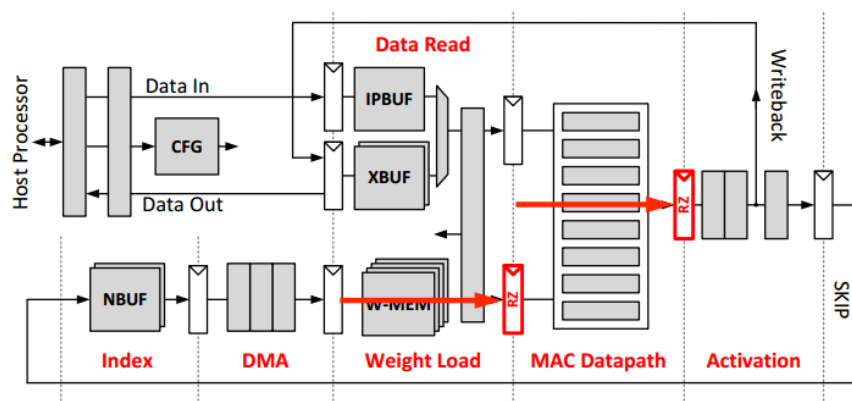 Data Read
Host Processor
Data In
IPBUF
Writeback
CFG
XBUF
Data Out
RZ
NBUF
W-MEM
RZ
SKIP
Index
DMA
Weight Load
MAC Datapath
Activation